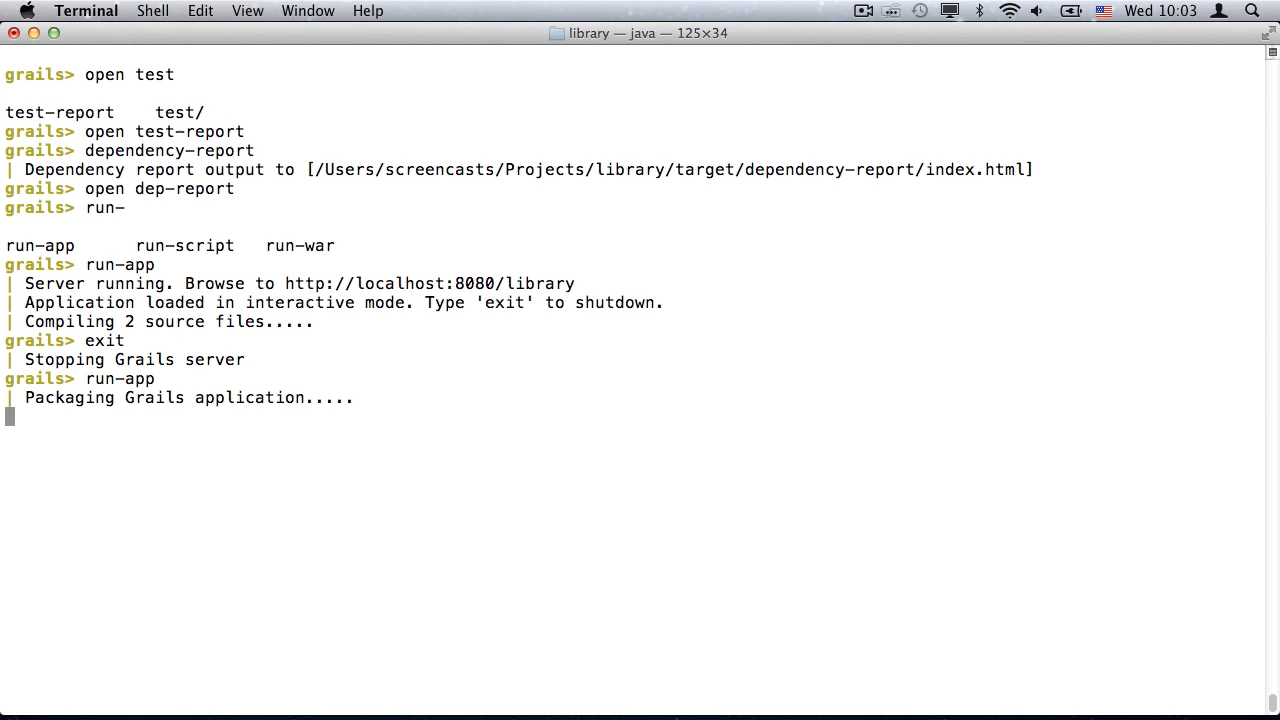 Terminal Shell Edit View Window Help Wed 10:03
library — java — 125×34
grails> open test
test-report test/
grails> open test-report
grails> dependency-report
| Dependency report output to [/Users/screencasts/Projects/library/target/dependency-report/index.html]
grails> open dep-report
grails> run-
run-app run-script run-war
grails> run-app
| Server running. Browse to http://localhost:8080/library
| Application loaded in interactive mode. Type 'exit' to shutdown.
| Compiling 2 source files.....
grails> exit
| Stopping Grails server
grails> run-app
| Packaging Grails application.....